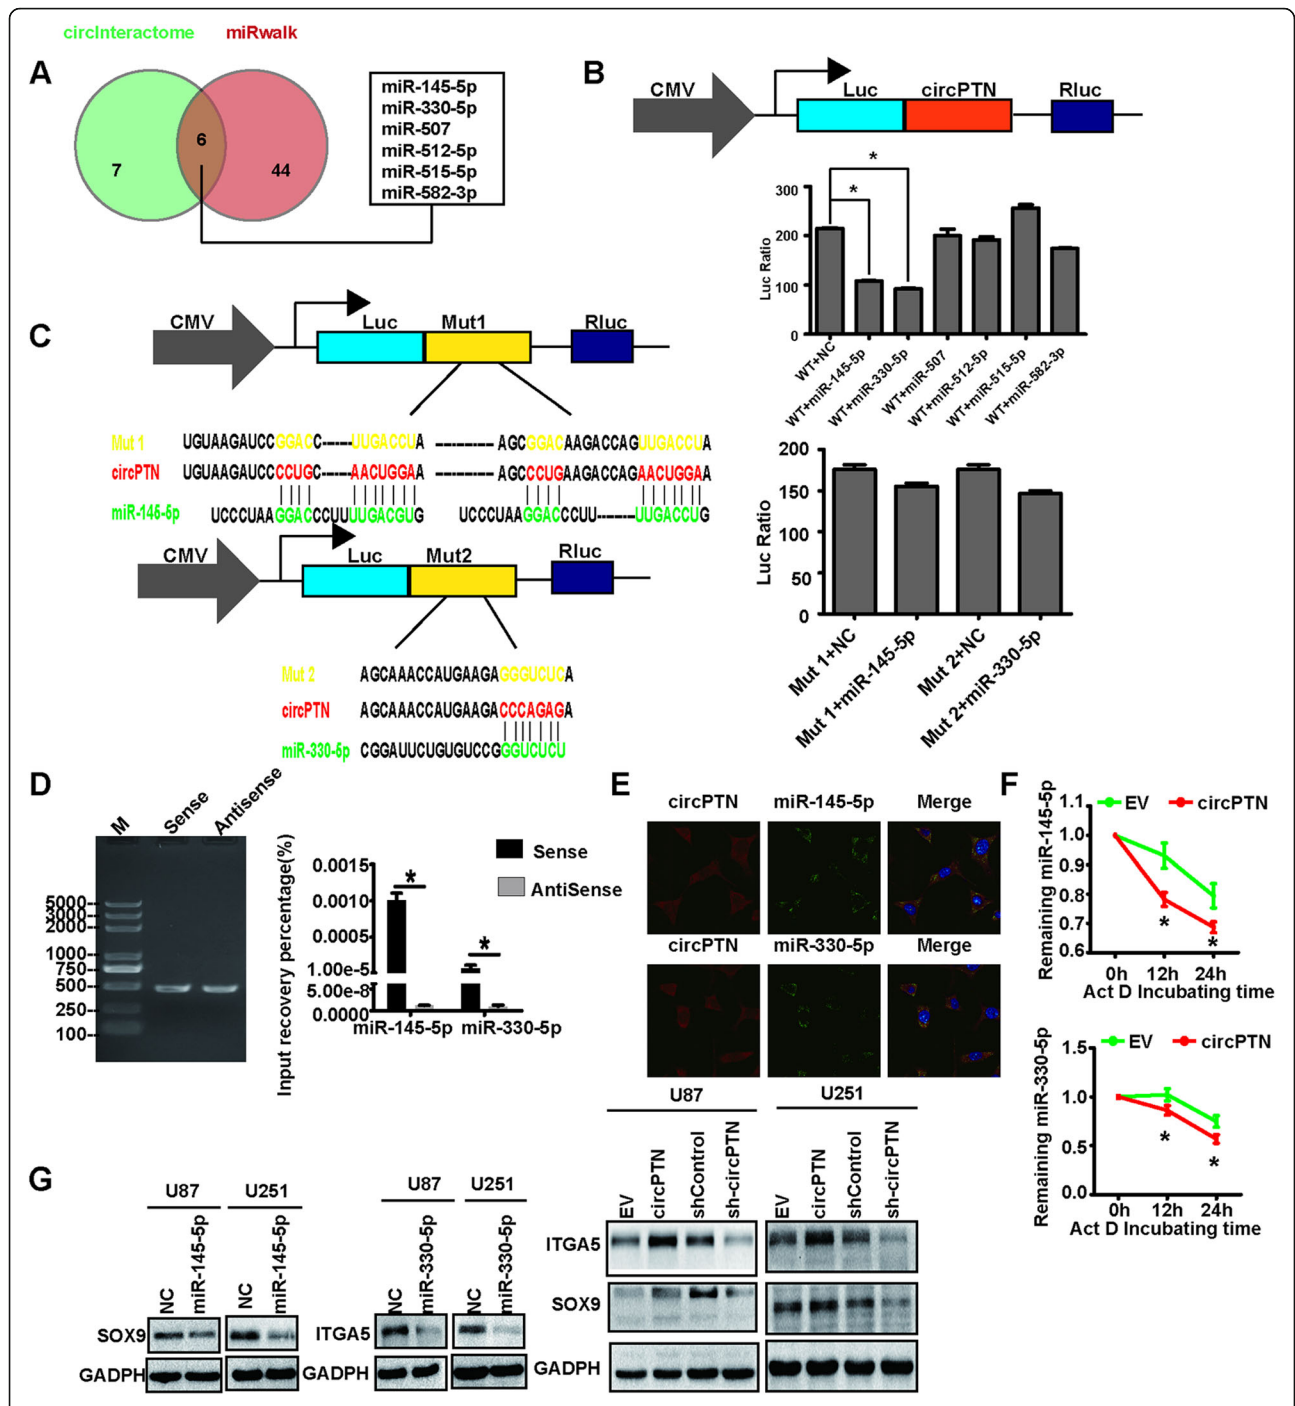 circInteractome miRwalk
A
7
6
44
miR-145-5p
miR-330-5p
miR-507
miR-512-5p
miR-515-5p
miR-582-3p
B
CMV
Luc
circPTN
Rluc
*
*
Luc Ratio
300
200
100
0
WT+NC
WT+miR-145-5p
WT+miR-330-5p
WT+miR-507
WT+miR-512-5p
WT+miR-515-5p
WT+miR-582-3p
C
CMV
Luc
Mut1
Rluc
Mut 1 UGUAAGAUCCGGACC------UUGACCUA ------------ AGCGGACAAGACCAGUUGACCUA
circPTN UGUAAGAUCCCCUGC------AACUGGAA ------------ AGCCCUGAAGACCAGAACUGGAA
miR-145-5p UCCCUAAGGACCCUUUUGACGUG UCCCUAAGGACCCUU-------UUGACCUG
CMV
Luc
Mut2
Rluc
Mut 2 AGCAAACCAUGAAGAGGGUCUCA
circPTN AGCAAACCAUGAAGACCCAGAGA
miR-330-5p CGGAUUCUGUGUCCGGGUCUCU
Luc Ratio
200
150
100
50
0
Mut 1+NC
Mut 1+miR-145-5p
Mut 2+NC
Mut 2+miR-330-5p
D
M
Sense
Antisense
5000
3000
2000
1000
750
500
250
100
Input recovery percentage(%)
0.0015
0.0010
0.0005
1.00e-5
5.00e-8
0.0000
*
*
Sense
AntiSense
miR-145-5p miR-330-5p
E
circPTN miR-145-5p Merge
circPTN miR-330-5p Merge
F
EV circPTN
Remaining miR-145-5p
1.1
1.0
0.9
0.8
0.7
0.6
*
*
0h 12h 24h
Act D Incubating time
EV circPTN
Remaining miR-330-5p
1.5
1.0
0.5
0.0
*
*
0h 12h 24h
Act D Incubating time
G
U87 U251
NC
miR-145-5p
NC
miR-145-5p
SOX9
GADPH
U87 U251
NC
miR-330-5p
NC
miR-330-5p
ITGA5
GADPH
U87 U251
EV
circPTN
shControl
sh-circPTN
EV
circPTN
shControl
sh-circPTN
ITGA5
SOX9
GADPH